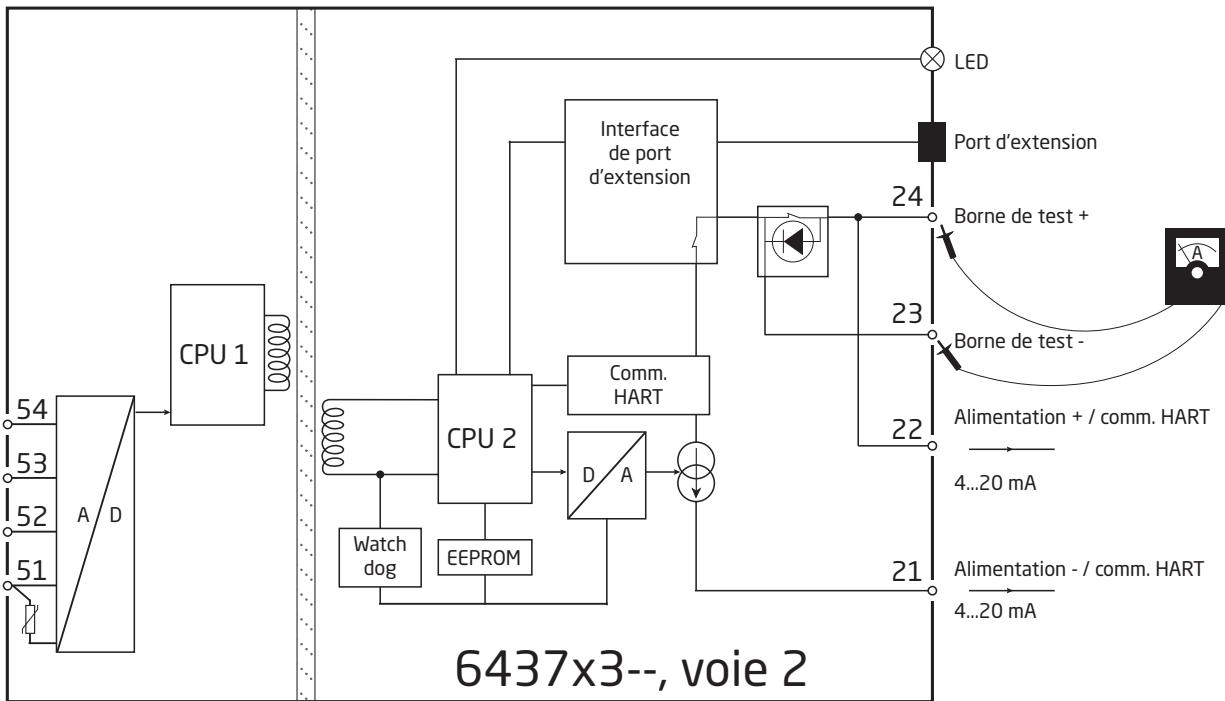 LED
Interface
de port
d'extension
Port d'extension
24
Borne de test +
A
23
Borne de test -
CPU 1
Comm.
HART
54
CPU 2
Alimentation + / comm. HART
22
4...20 mA
53
D
A
A
D
52
Watch
dog
EEPROM
51
21
Alimentation - / comm. HART
4...20 mA
6437x3--, voie 2